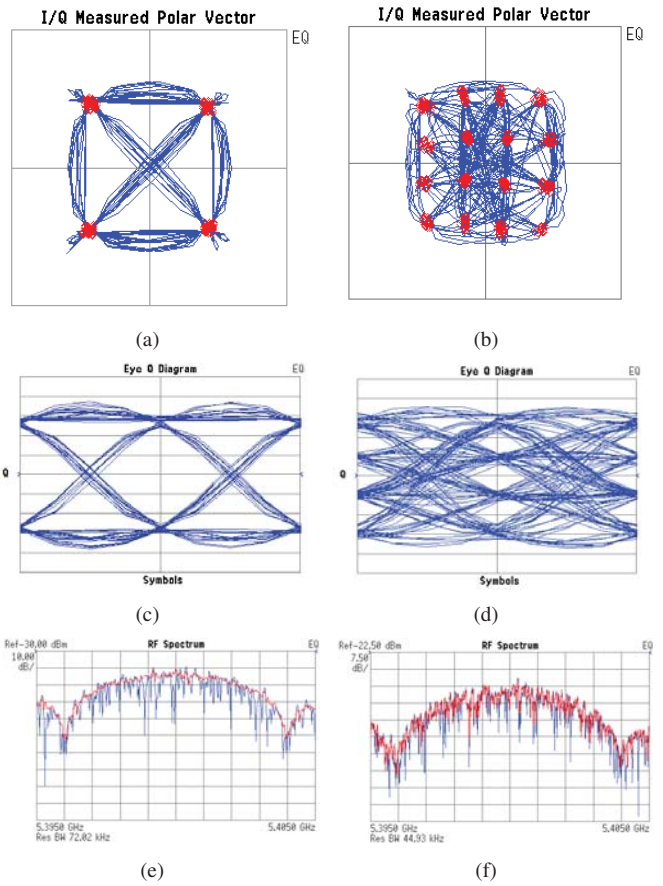 I/Q Measured Polar Vector
EQ
I/Q Measured Polar Vector
EQ
(a)
(b)
Eye Q Diagram
EQ
Q
Symbols
Eye Q Diagram
EQ
Q
Symbols
(c)
(d)
Ref-30.00 dBm
RF Spectrum
EQ
10.00
dB/
5.3950 GHz
5.4050 GHz
Res BW 72.02 kHz
Ref-22.50 dBm
RF Spectrum
EQ
7.50
dB/
5.3950 GHz
5.4050 GHz
Res BW 44.93 kHz
(e)
(f)